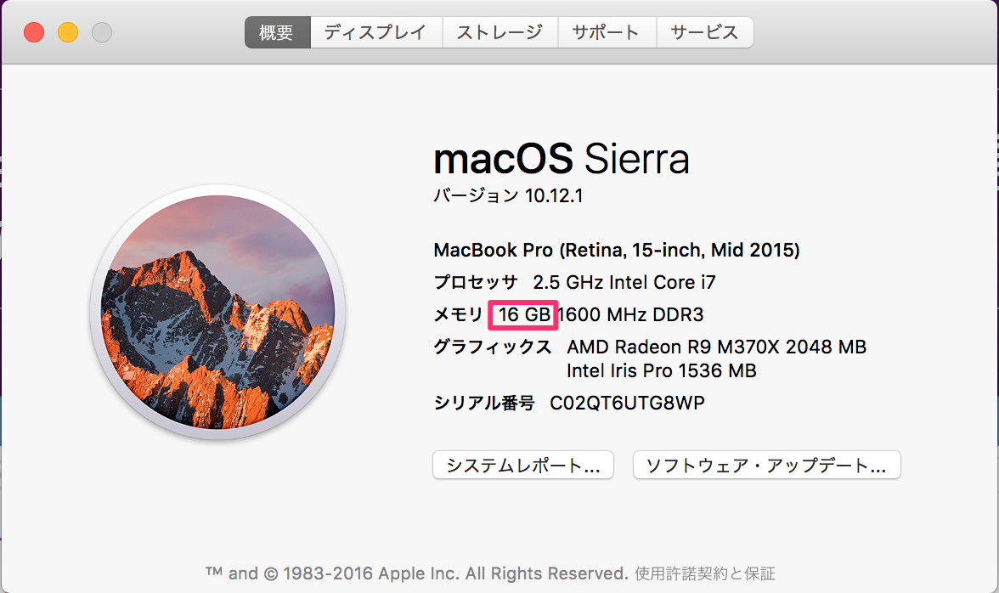 概要 ディスプレイ ストレージ サポート サービス
macOS Sierra
バージョン 10.12.1
MacBook Pro (Retina, 15-inch, Mid 2015)
プロセッサ 2.5 GHz Intel Core i7
メモリ 16 GB 1600 MHz DDR3
グラフィックス AMD Radeon R9 M370X 2048 MB
Intel Iris Pro 1536 MB
シリアル番号 C02QT6UTG8WP
システムレポート... ソフトウェア・アップデート...
™ and © 1983-2016 Apple Inc. All Rights Reserved. 使用許諾契約と保証